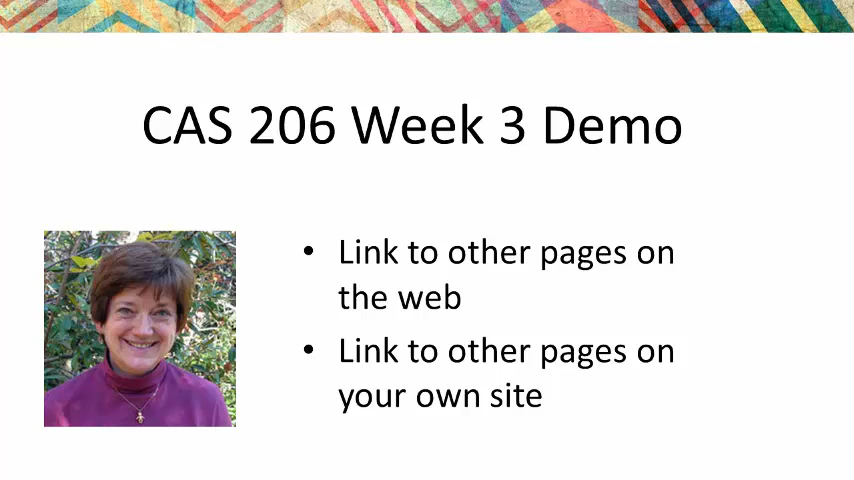 CAS 206 Week 3 Demo
• Link to other pages on
the web
• Link to other pages on
your own site